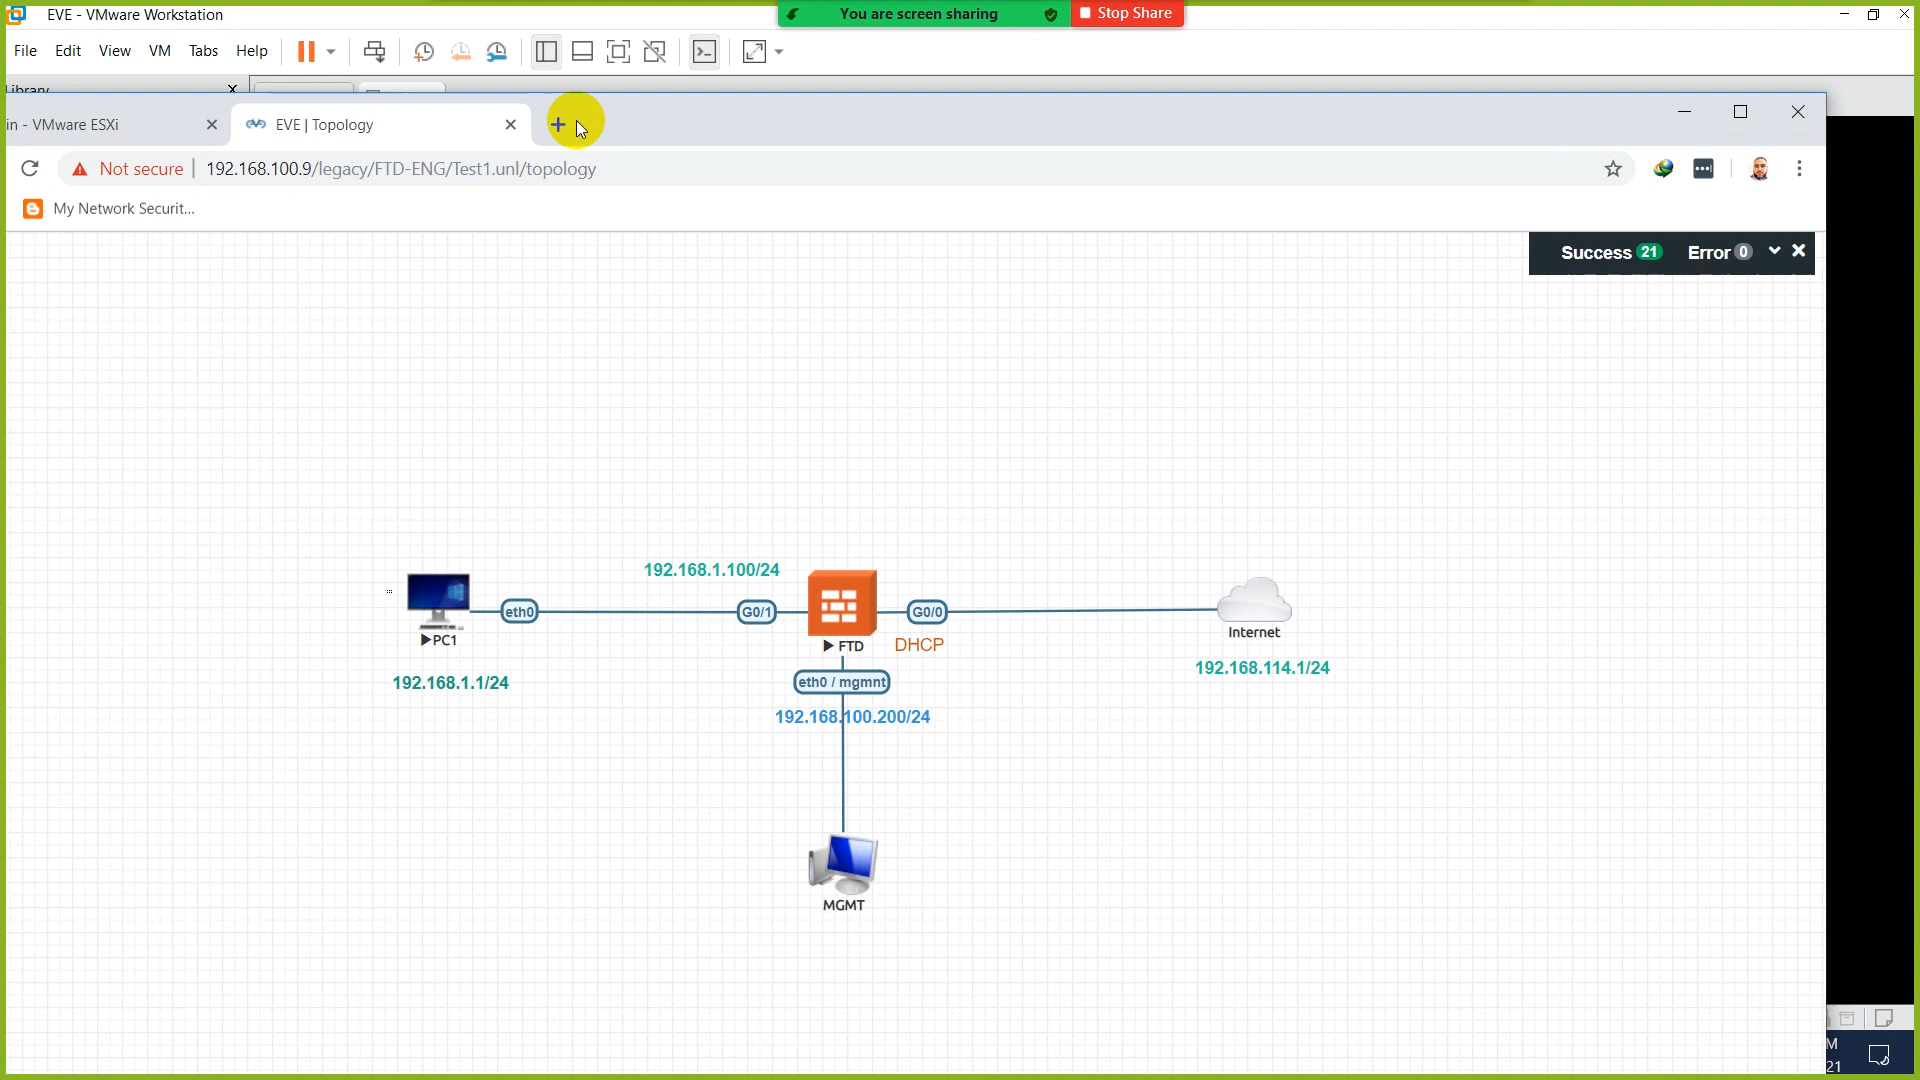 EVE - VMware Workstation
You are screen sharing
Stop Share
File Edit View VM Tabs Help
Library
in - VMware ESXi
EVE | Topology
Not secure 192.168.100.9/legacy/FTD-ENG/Test1.unl/topology
My Network Securit...
Success 21 Error 0
192.168.1.100/24
eth0
G0/1
G0/0
PC1
FTD
DHCP
Internet
192.168.1.1/24
eth0 / mgmnt
192.168.114.1/24
192.168.100.200/24
MGMT
M
21